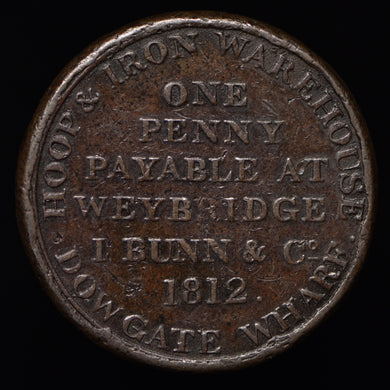 HOOP & IRON WAREHOUSE
ONE
PENNY
PAYABLE AT
WEYBRIDGE
I BUNN & Co.
1812.
DOWGATE WHARF.